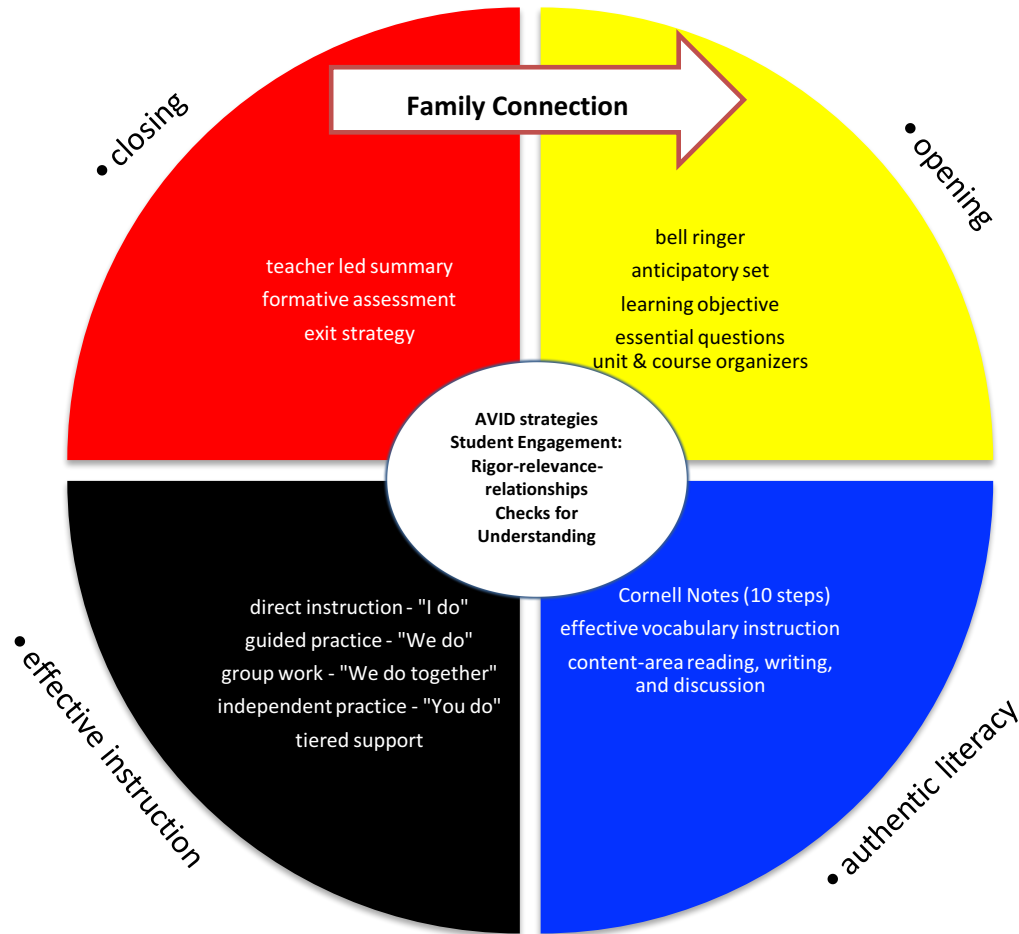 Family Connection
• closing
teacher led summary
formative assessment
exit strategy
• opening
bell ringer
anticipatory set
learning objective
essential questions
unit & course organizers
AVID strategies
Student Engagement:
Rigor-relevance-
relationships
Checks for
Understanding
• effective instruction
direct instruction - "I do"
guided practice - "We do"
group work - "We do together"
independent practice - "You do"
tiered support
Cornell Notes (10 steps)
effective vocabulary instruction
content-area reading, writing,
and discussion
• authentic literacy